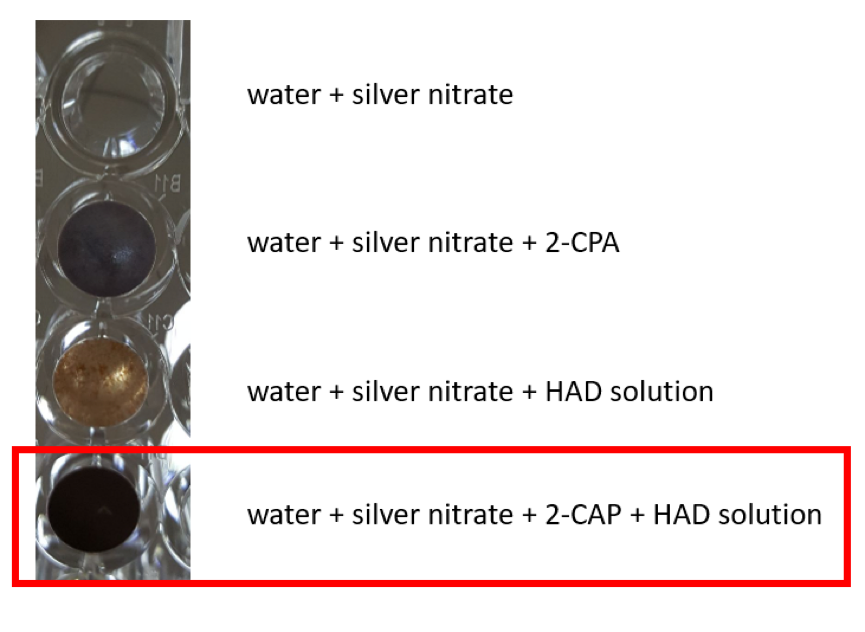 water + silver nitrate
B11
water + silver nitrate + 2-CPA
C11
water + silver nitrate + HAD solution
water + silver nitrate + 2-CAP + HAD solution